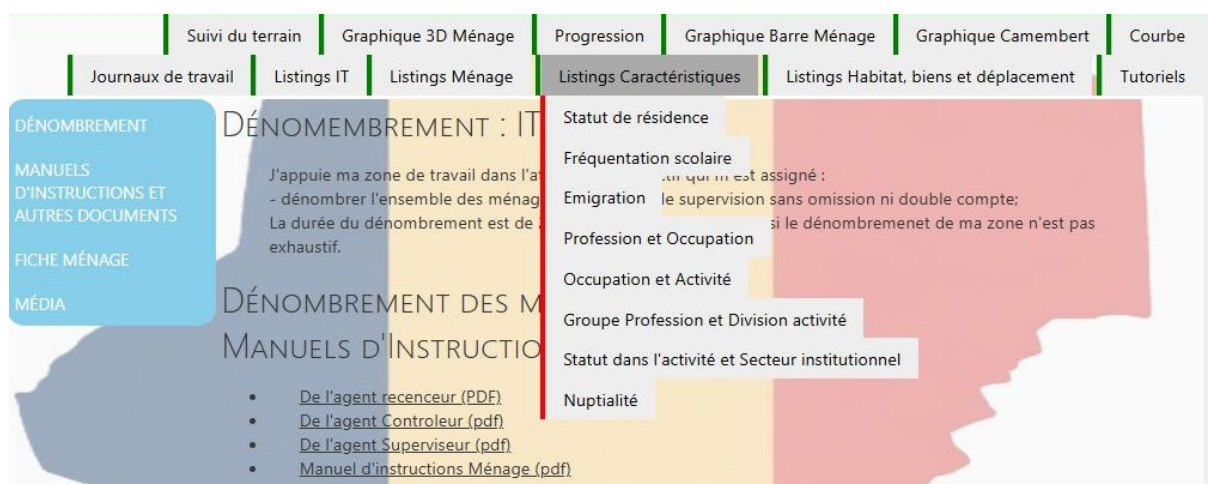 Suivi du terrain Graphique 3D Ménage Progression Graphique Barre Ménage Graphique Camembert Courbe
Journaux de travail Listings IT Listings Ménage Listings Caractéristiques Listings Habitat, biens et déplacement Tutoriels
DÉNOMBREMENT
MANUELS
D'INSTRUCTIONS ET
AUTRES DOCUMENTS
FICHE MÉNAGE
MÉDIA
Statut de résidence
Fréquentation scolaire
Emigration
Profession et Occupation
Occupation et Activité
Groupe Profession et Division activité
Statut dans l'activité et Secteur institutionnel
Nuptialité
DÉNOMEMBREMENT : IT
J'appuie ma zone de travail dans est assigné :
- dénombrer l'ensemble des supervision sans omission ni double compte;
La durée du dénombrement est de si le dénombremenet de ma zone n'est pas
exhaustif.
DÉNOMBREMENT DES
MANUELS
• De l'agent recenceur (PDF)
• De l'agent Controleur (pdf)
• De l'agent Superviseur (pdf)
• Manuel d'instructions Ménage (pdf)